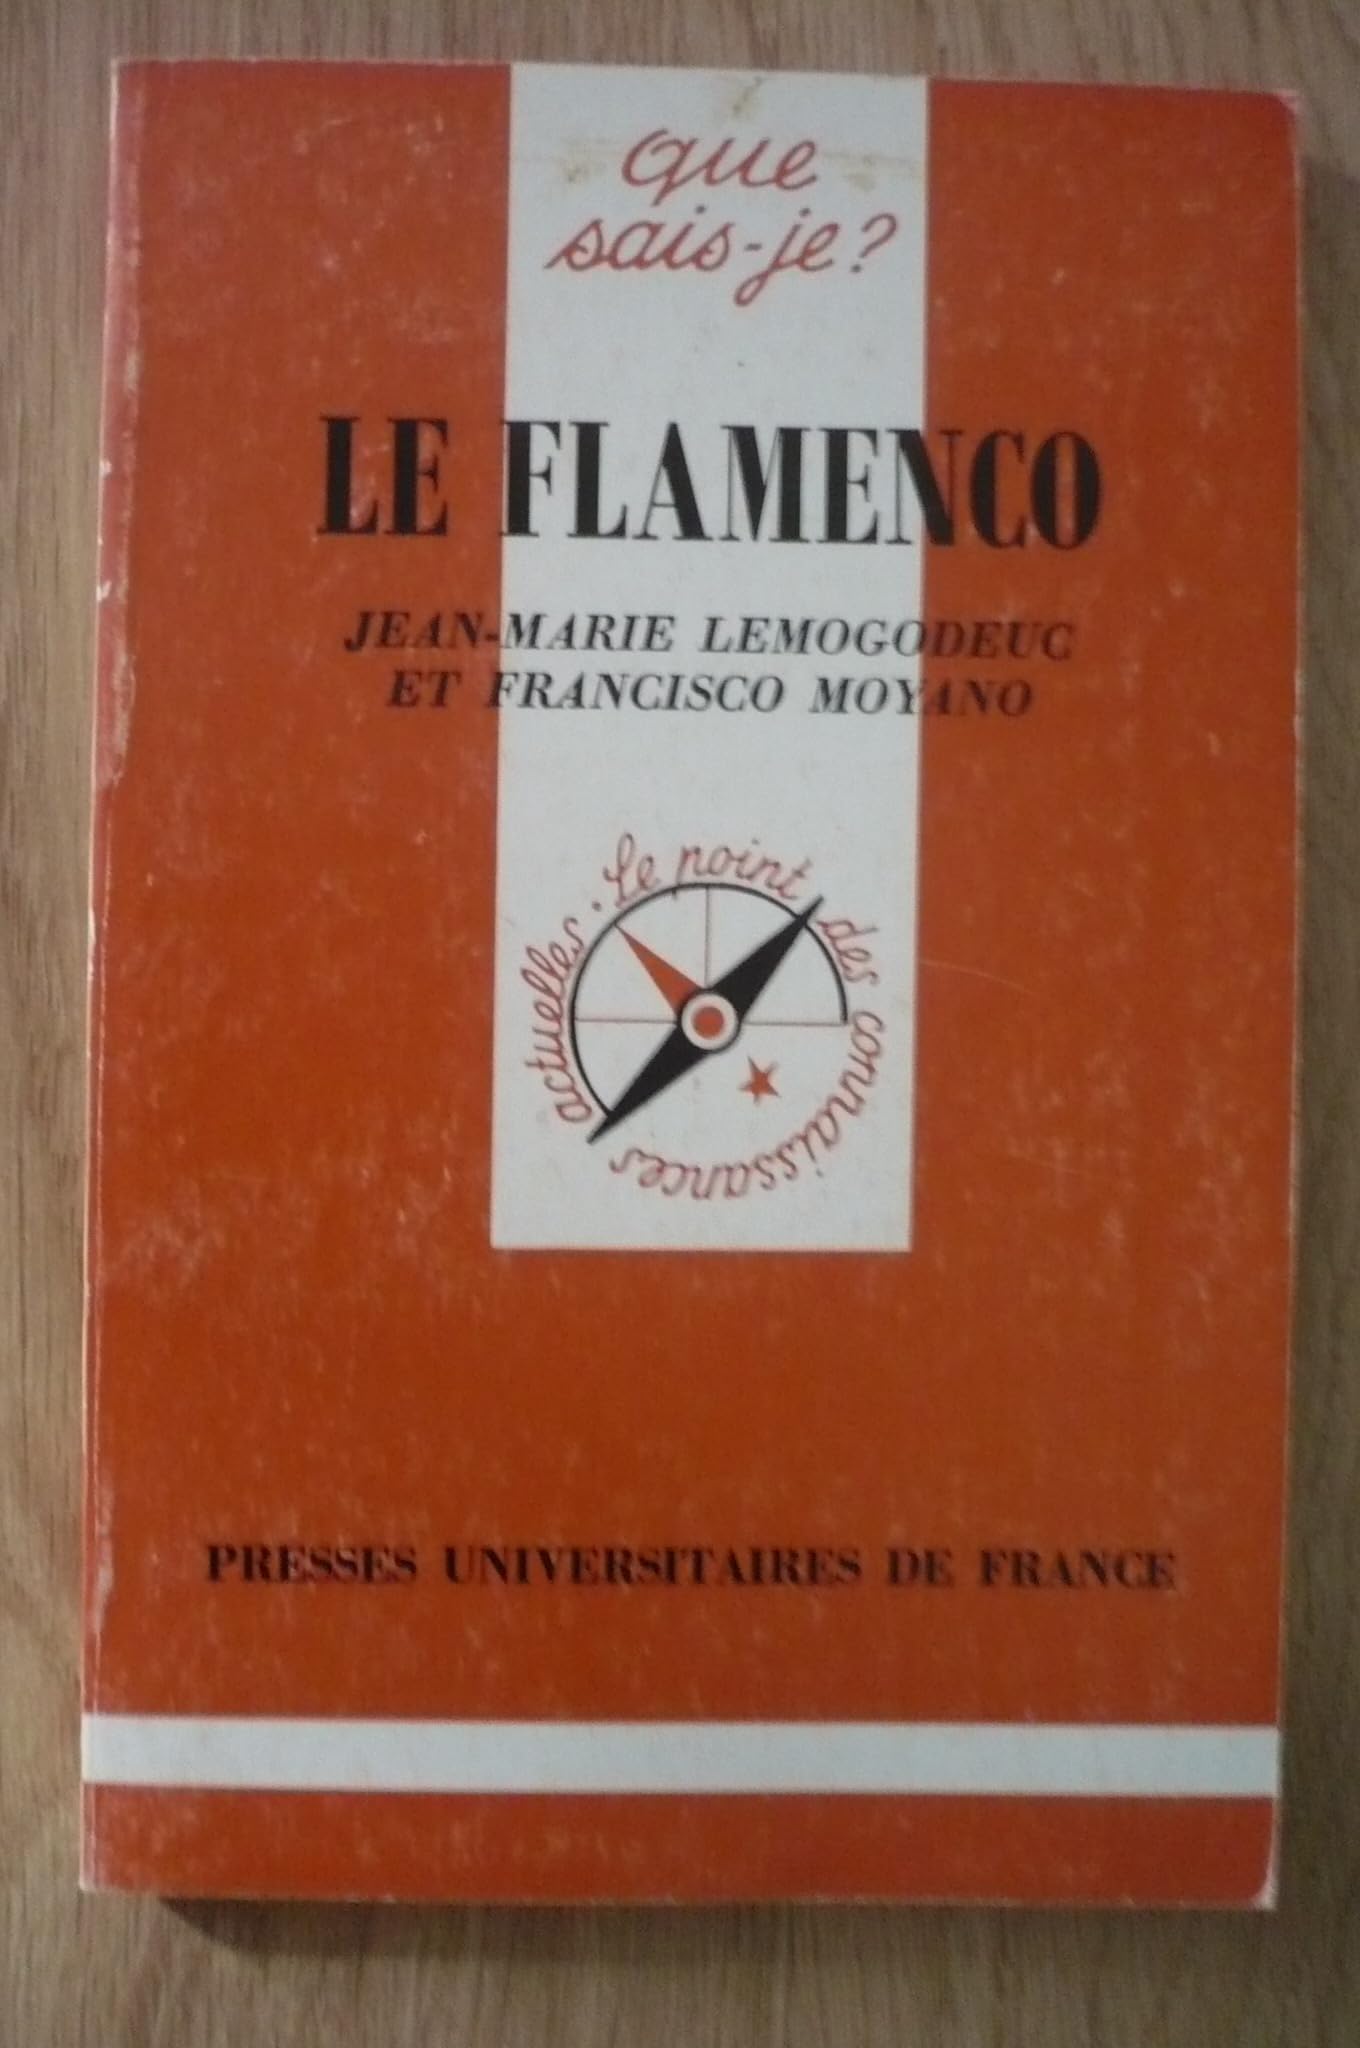 que
sais-je?
LE FLAMENCO
JEAN-MARIE LEMOGODEUC
ET FRANCISCO MOYANO
Le point des connaissances actuelles.
PRESSES UNIVERSITAIRES DE FRANCE